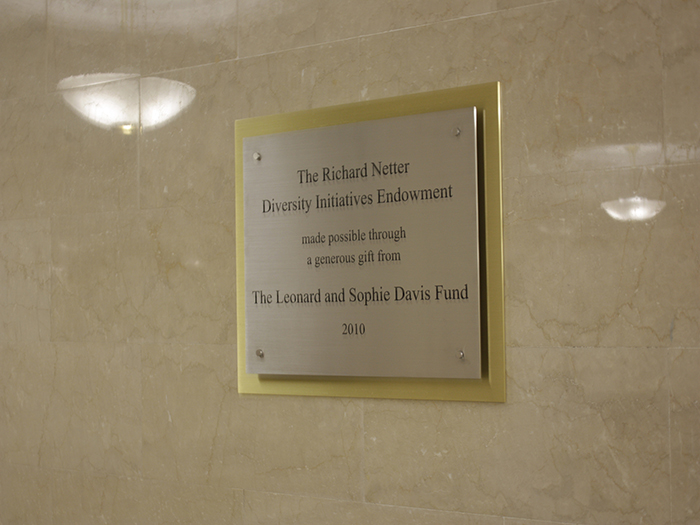 The Richard Netter
Diversity Initiatives Endowment
made possible through
a generous gift from
The Leonard and Sophie Davis Fund
2010